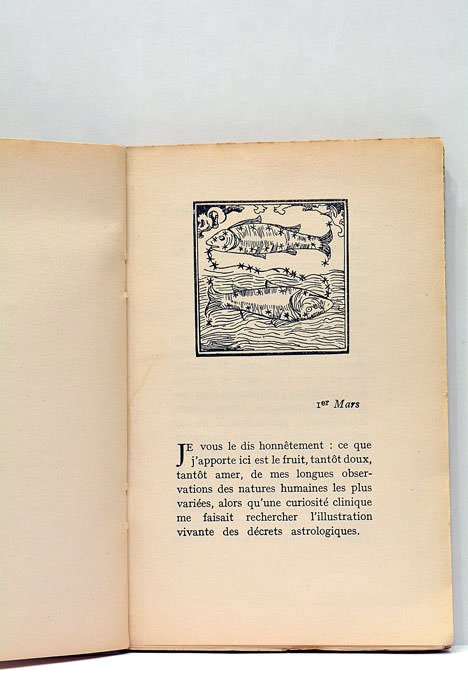 1er Mars
JE vous le dis honnêtement : ce que
j'apporte ici est le fruit, tantôt doux,
tantôt amer, de mes longues obser-
vations des natures humaines les plus
variées, alors qu'une curiosité clinique
me faisait rechercher l'illustration
vivante des décrets astrologiques.